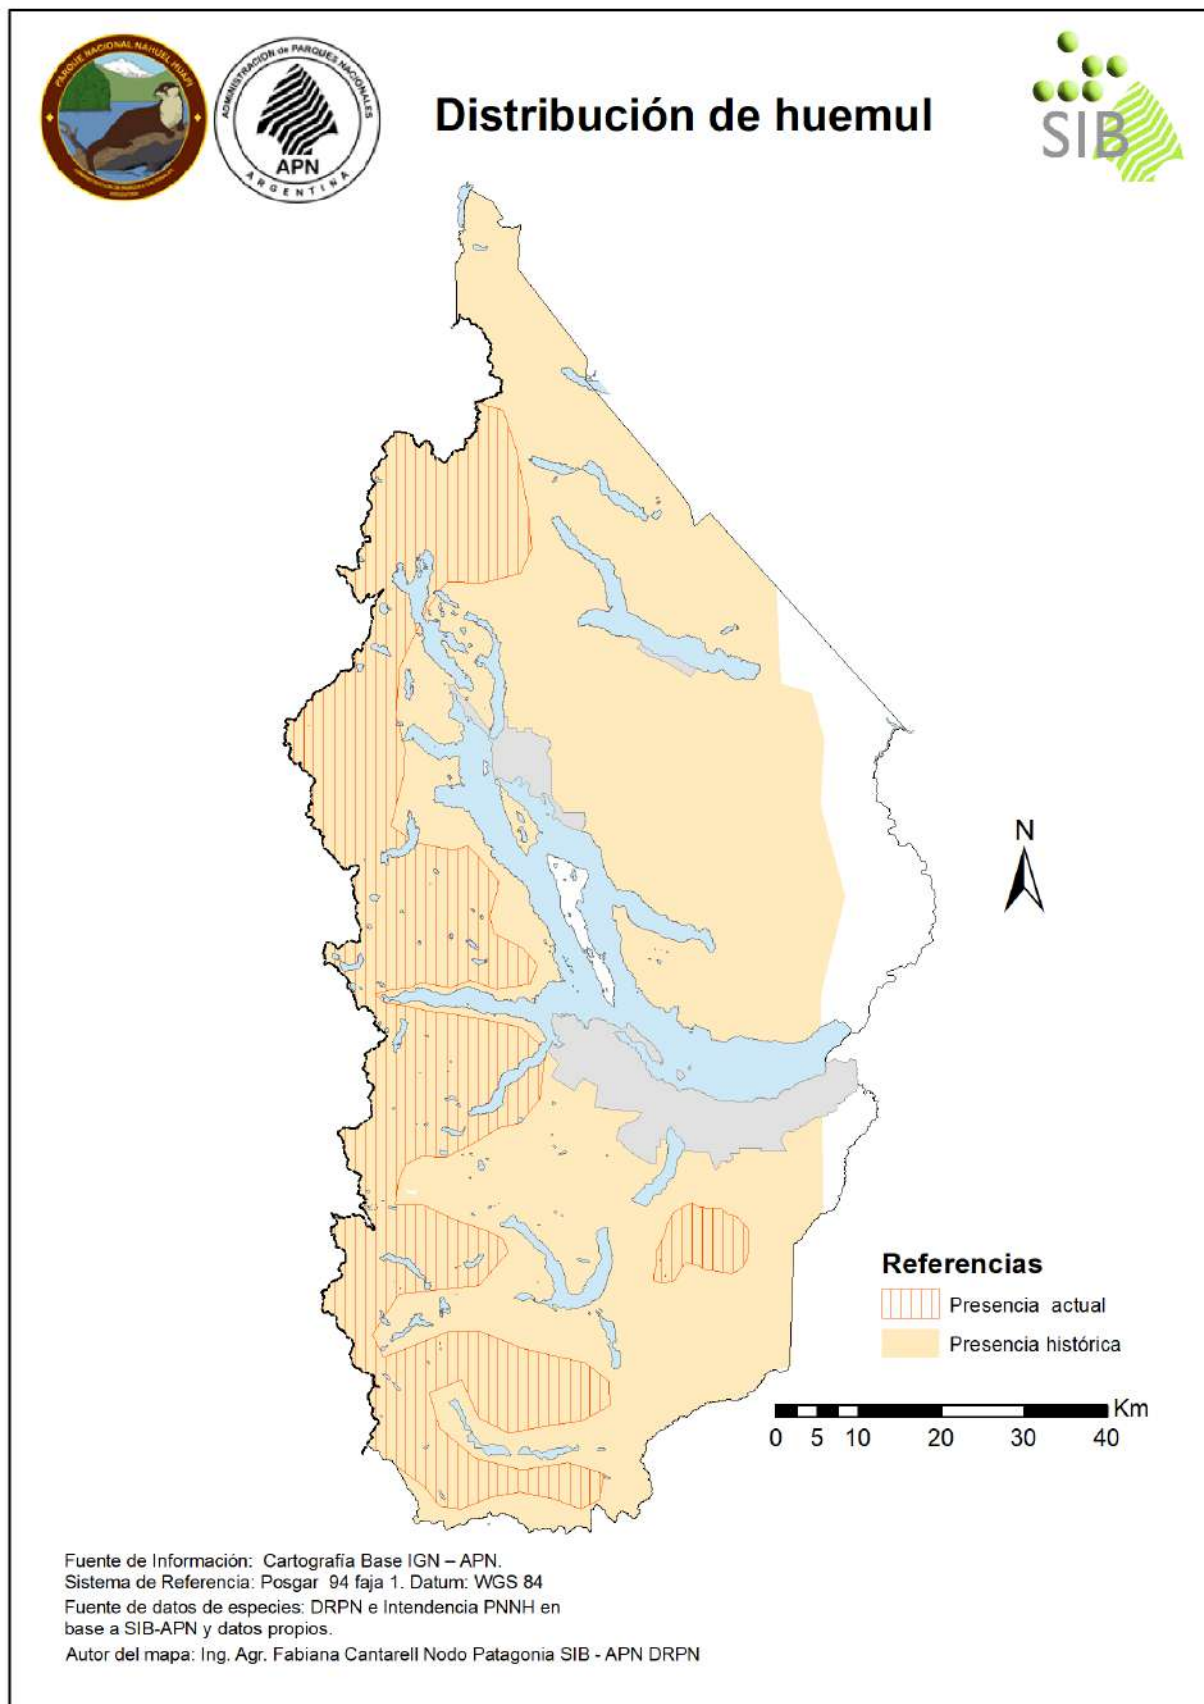 PARQUE NACIONAL NAHUEL HUAPI
ADMINISTRACION de PARQUES NACIONALES
APN
ARGENTINA
Distribución de huemul
SIB
N
Referencias
Presencia actual
Presencia histórica
Km
0 5 10 20 30 40
Fuente de Información: Cartografía Base IGN – APN.
Sistema de Referencia: Posgar 94 faja 1. Datum: WGS 84
Fuente de datos de especies: DRPN e Intendencia PNNH en
base a SIB-APN y datos propios.
Autor del mapa: Ing. Agr. Fabiana Cantarell Nodo Patagonia SIB - APN DRPN